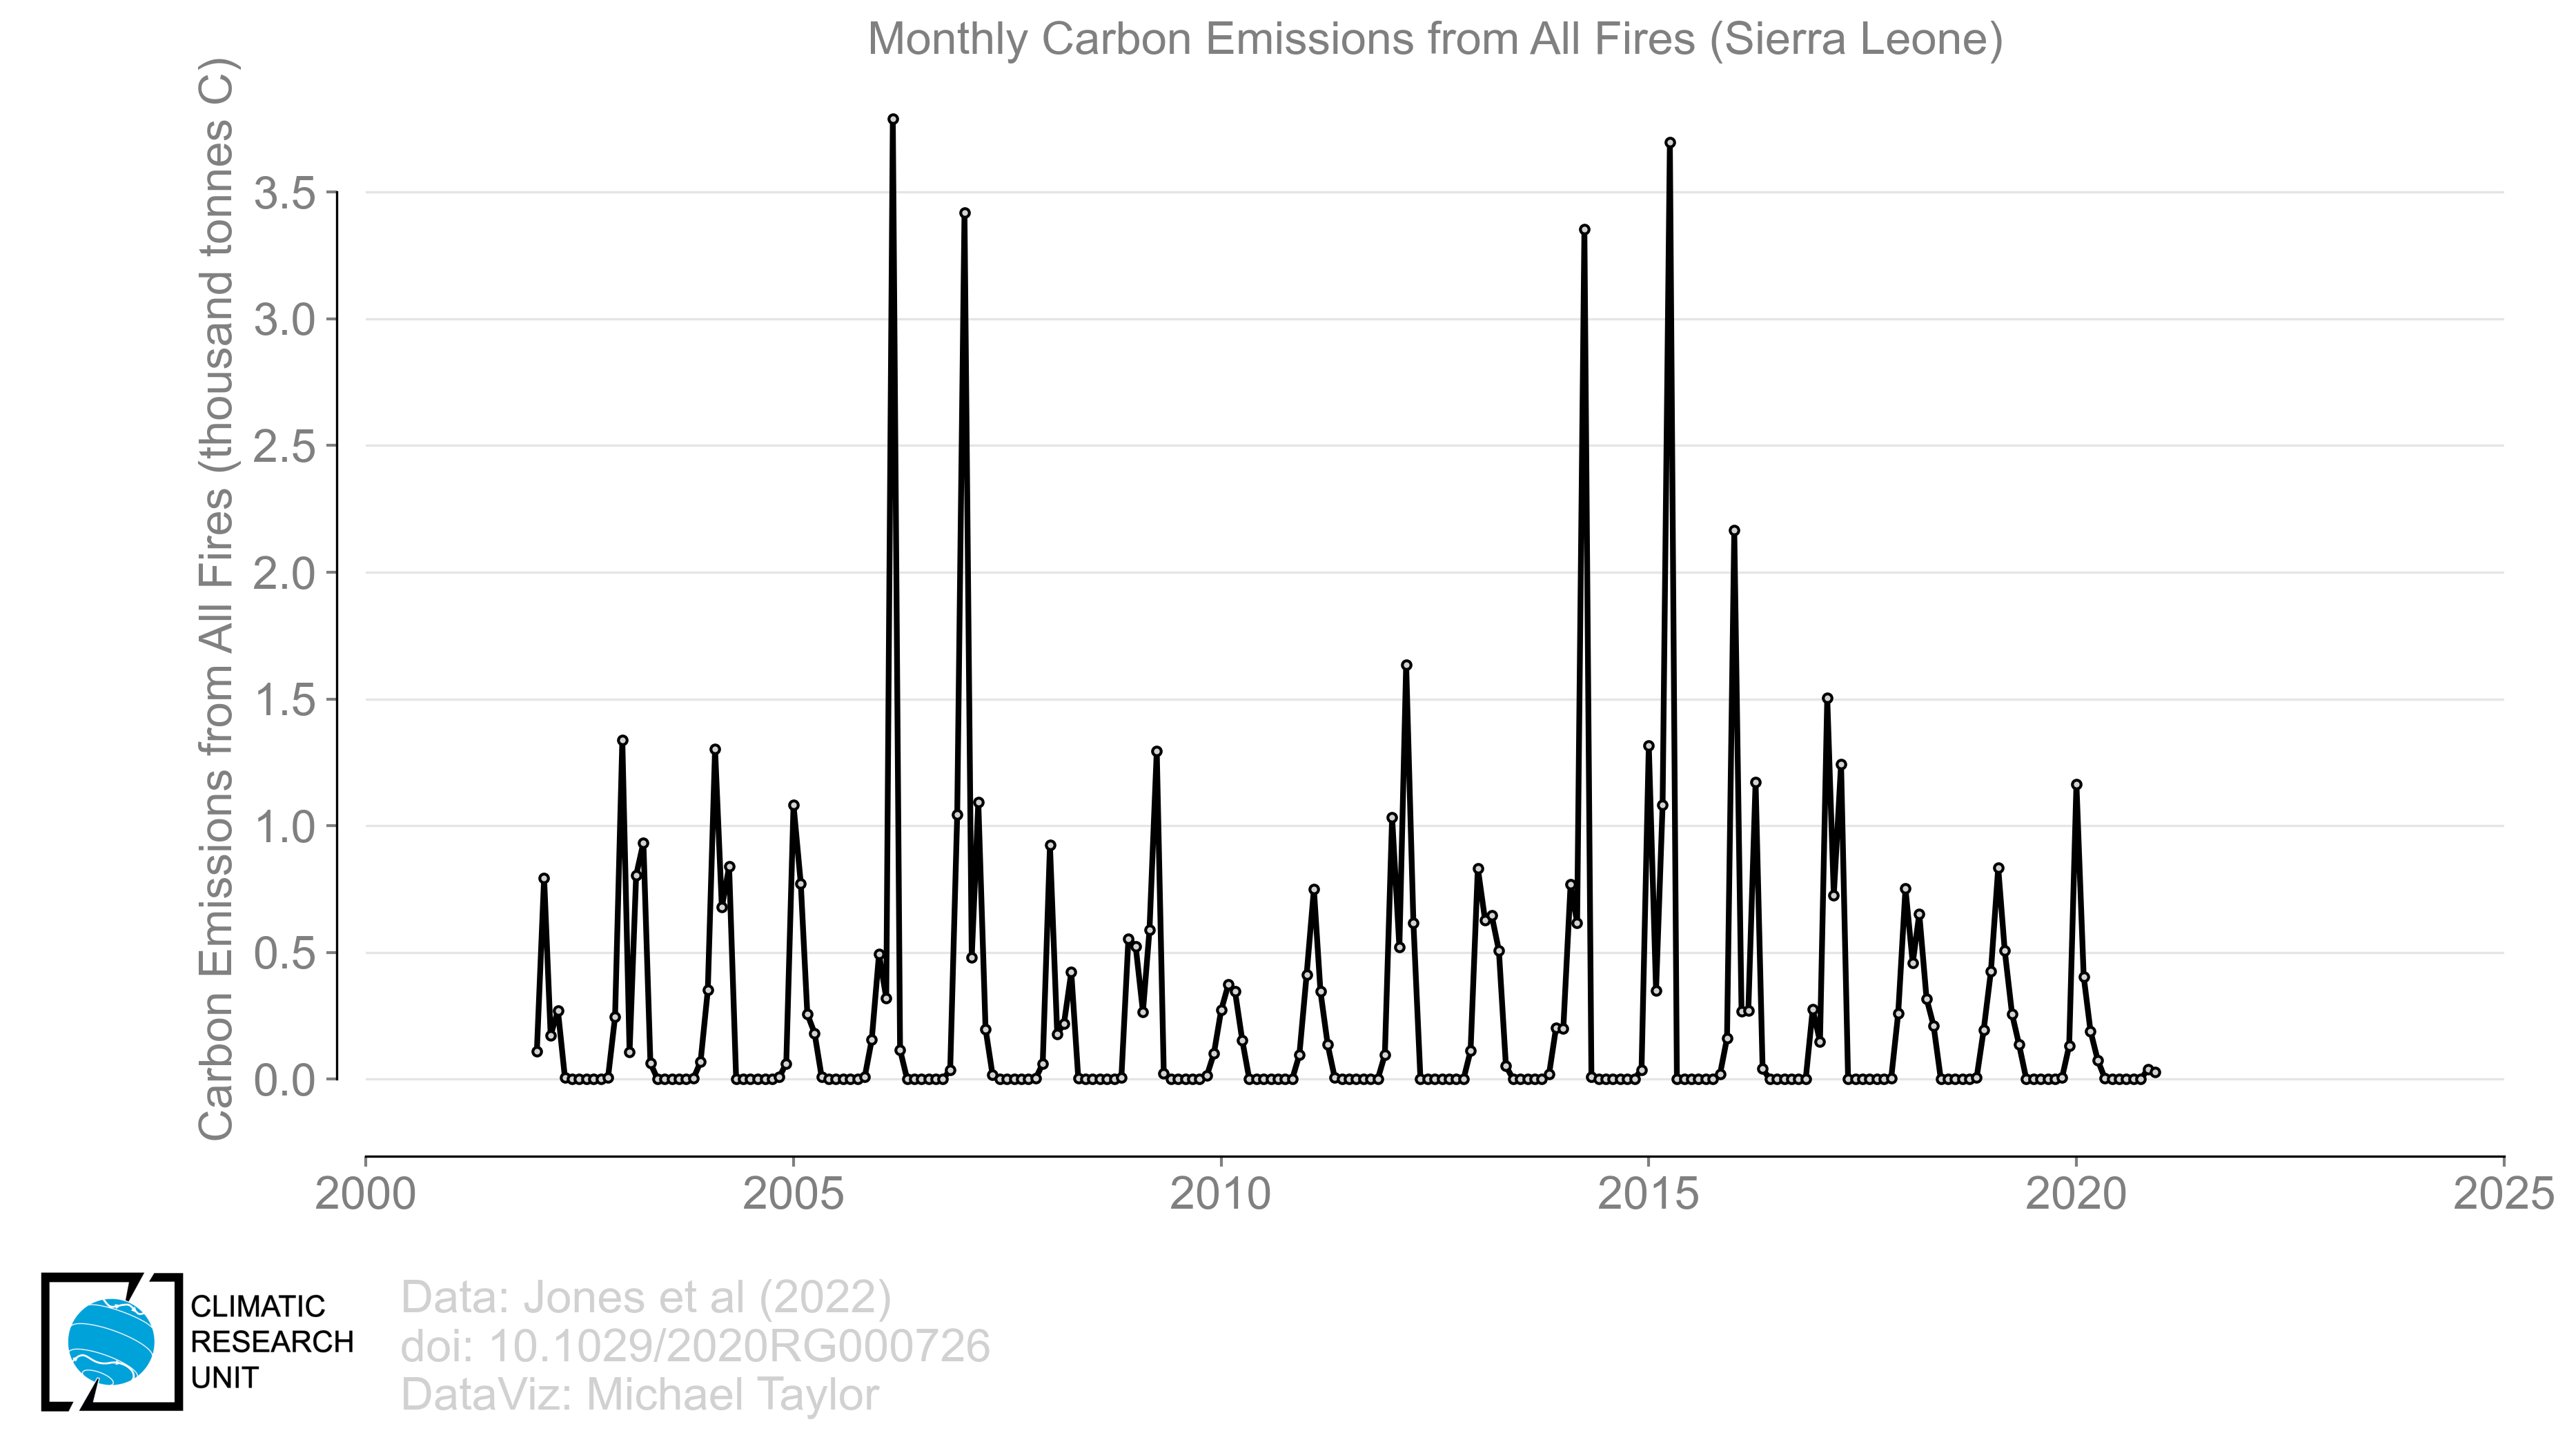 Monthly Carbon Emissions from All Fires (Sierra Leone)
Carbon Emissions from All Fires (thousand tonnes C)
3.5
3.0
2.5
2.0
1.5
1.0
0.5
0.0
2000 2005 2010 2015 2020 2025
CLIMATIC
RESEARCH
UNIT
Data: Jones et al (2022)
doi: 10.1029/2020RG000726
DataViz: Michael Taylor